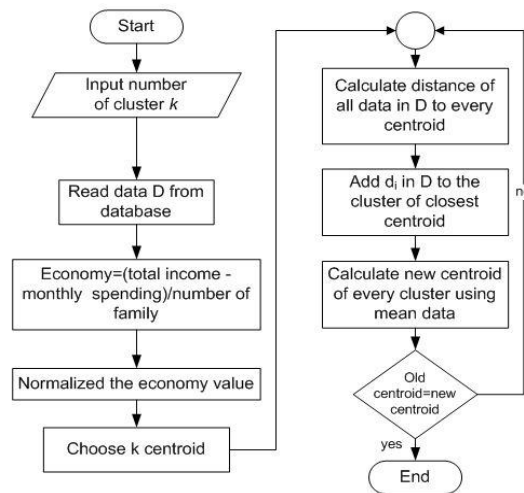 Start
Input number
of cluster k
Read data D from
database
Economy=(total income -
monthly spending)/number of
family
Normalized the economy value
Choose k centroid
Calculate distance of
all data in D to every
centroid
Add di in D to the
cluster of closest
centroid
Calculate new centroid
of every cluster using
mean data
Old
centroid=new
centroid
yes
End